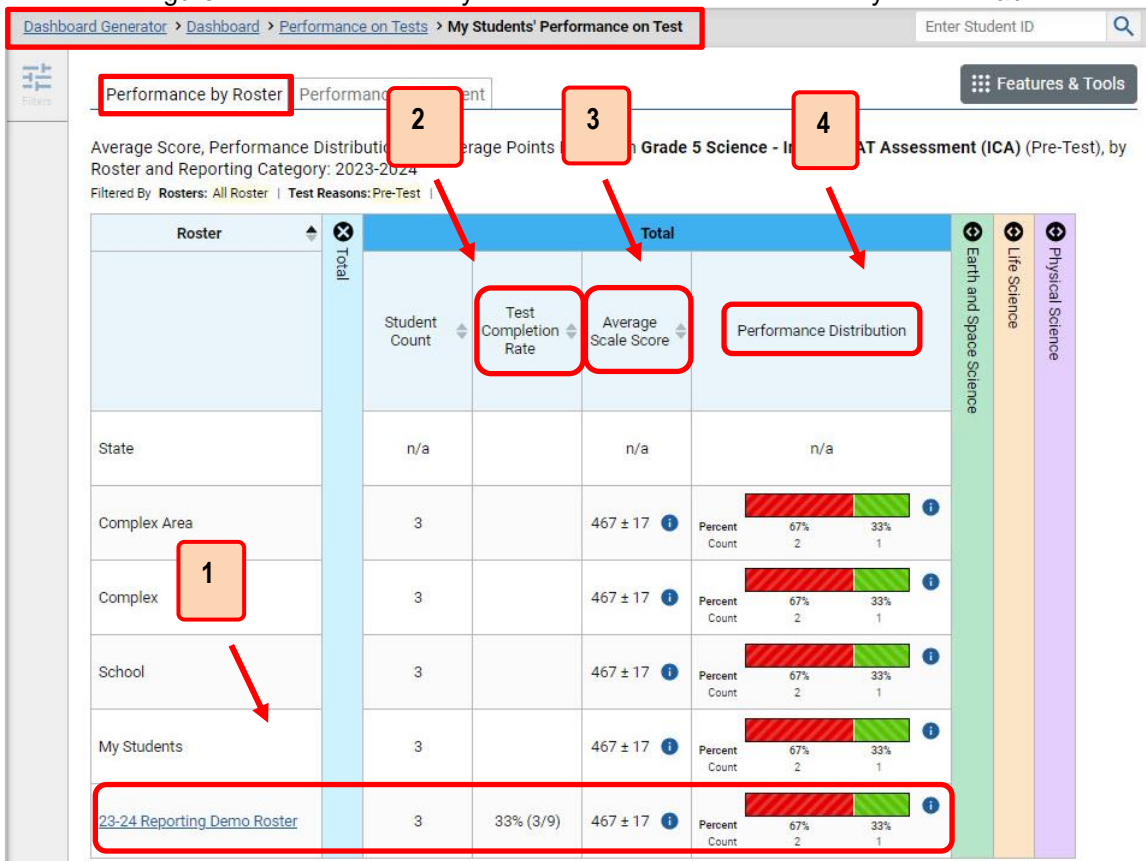 Dashboard Generator > Dashboard > Performance on Tests > My Students' Performance on Test
Enter Student ID
Filters
Features & Tools
Performance by Roster
2
3
4
Average Score, Performance Grade 5 Science - AT Assessment (ICA) (Pre-Test), by
Roster and Reporting Category: 2023-2024
Filtered By Rosters: All Roster | Test Reasons: Pre-Test |
Roster
Total
Total
Earth and Space Science
Life Science
Physical Science
Student
Count
Test
Completion
Rate
Average
Scale Score
Performance Distribution
State n/a n/a n/a
Complex Area 3 467 ± 17
Percent 67% 33%
Count 2 1
1
Complex 3 467 ± 17
Percent 67% 33%
Count 2 1
School 3 467 ± 17
Percent 67% 33%
Count 2 1
My Students 3 467 ± 17
Percent 67% 33%
Count 2 1
23-24 Reporting Demo Roster 3 33% (3/9) 467 ± 17
Percent 67% 33%
Count 2 1